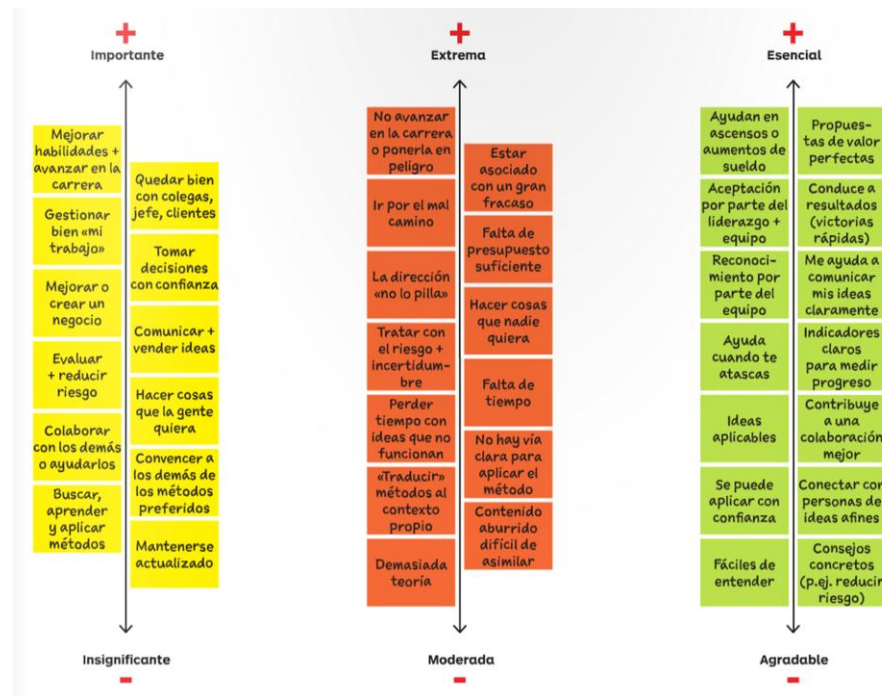 +
Importante
Mejorar
habilidades +
avanzar en la
carrera
Gestionar
bien «mi
trabajo»
Mejorar o
crear un
negocio
Evaluar
+ reducir
riesgo
Colaborar
con los demás
o ayudarlos
Buscar,
aprender
y aplicar
métodos
Quedar bien
con colegas,
jefe, clientes
Tomar
decisiones
con confianza
Comunicar +
vender ideas
Hacer cosas
que la gente
quiera
Convencer a
los demás de
los métodos
preferidos
Mantenerse
actualizado
Insignificante
-
+
Extrema
No avanzar
en la carrera
o ponerla en
peligro
Ir por el mal
camino
La dirección
«no lo pilla»
Tratar con
el riesgo +
incertidum-
bre
Perder
tiempo con
ideas que no
funcionan
«Traducir»
métodos al
contexto
propio
Demasiada
teoría
Estar
asociado
con un gran
fracaso
Falta de
presupuesto
suficiente
Hacer cosas
que nadie
quiera
Falta de
tiempo
No hay vía
clara para
aplicar el
método
Contenido
aburrido
difícil de
asimilar
Moderada
-
+
Esencial
Ayudan en
ascensos o
aumentos de
sueldo
Aceptación
por parte del
liderazgo +
equipo
Reconoci-
miento por
parte del
equipo
Ayuda
cuando te
atascas
Ideas
aplicables
Se puede
aplicar con
confianza
Fáciles de
entender
Propues-
tas de valor
perfectas
Conduce a
resultados
(victorias
rápidas)
Me ayuda a
comunicar
mis ideas
claramente
Indicadores
claros
para medir
progreso
Contribuye
a una
colaboración
mejor
Conectar con
personas de
ideas afines
Consejos
concretos
(p.ej. reducir
riesgo)
Agradable
-